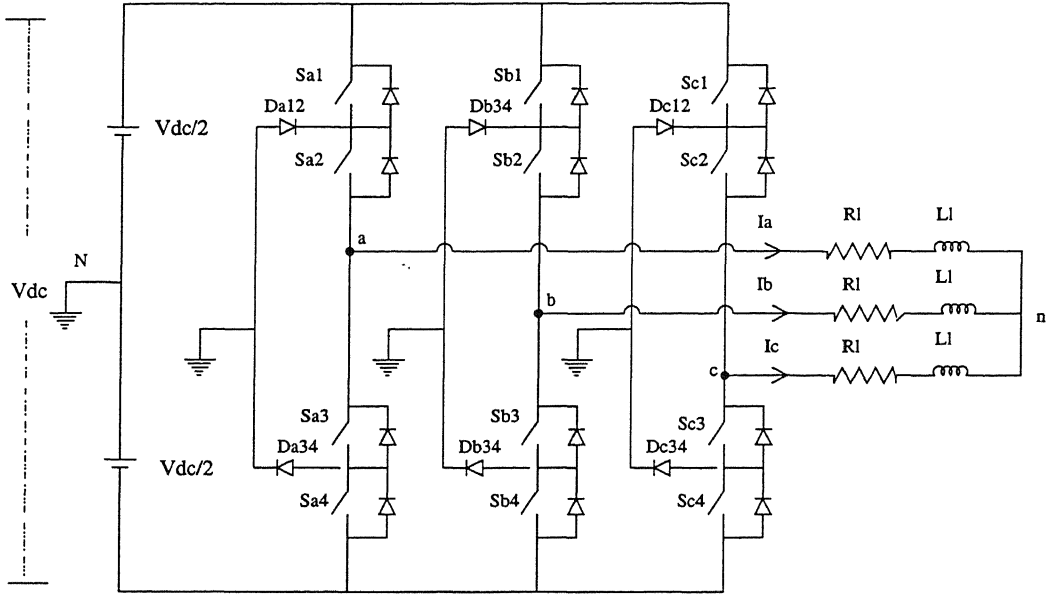 Sa1
Sb1
Sc1
Da12
Db34
Dc12
Vdc/2
Sa2
Sb2
Sc2
Ia
Rl
Ll
a
N
Vdc
Ib
Rl
Ll
b
n
Ic
Rl
Ll
c
Sa3
Sb3
Sc3
Da34
Db34
Dc34
Vdc/2
Sa4
Sb4
Sc4